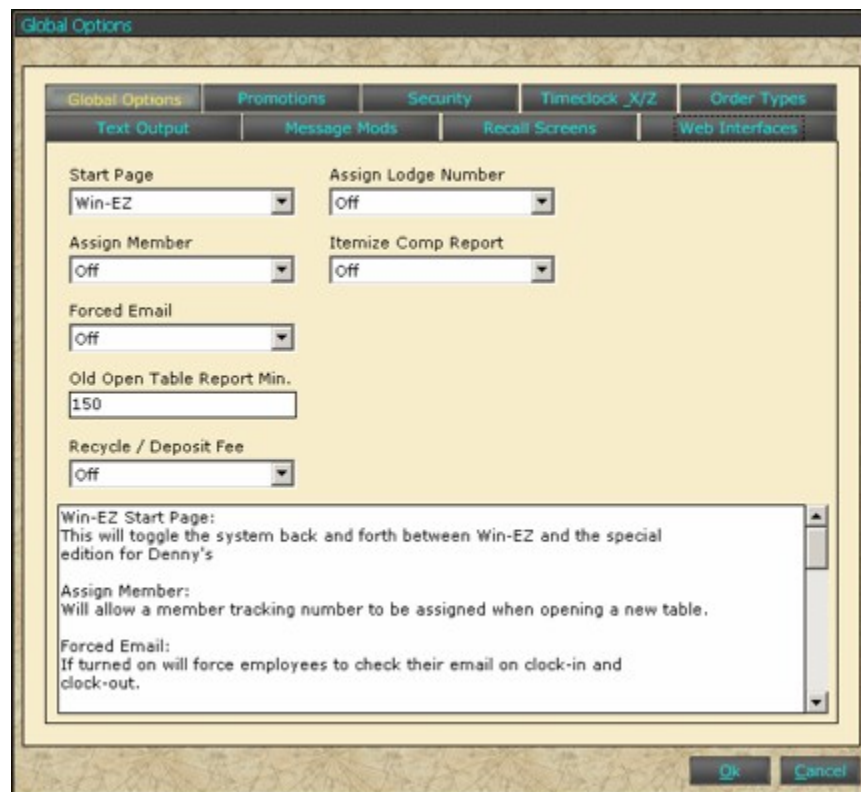 Global Options
Global Options Promotions Security Timeclock _X/Z Order Types
Text Output Message Mods Recall Screens Web Interfaces
Start Page Assign Lodge Number
Win-EZ Off
Assign Member Itemize Comp Report
Off Off
Forced Email
Off
Old Open Table Report Min.
150
Recycle / Deposit Fee
Off
Win-EZ Start Page:
This will toggle the system back and forth between Win-EZ and the special
edition for Denny's
Assign Member:
Will allow a member tracking number to be assigned when opening a new table.
Forced Email:
If turned on will force employees to check their email on clock-in and
clock-out.
Ok Cancel